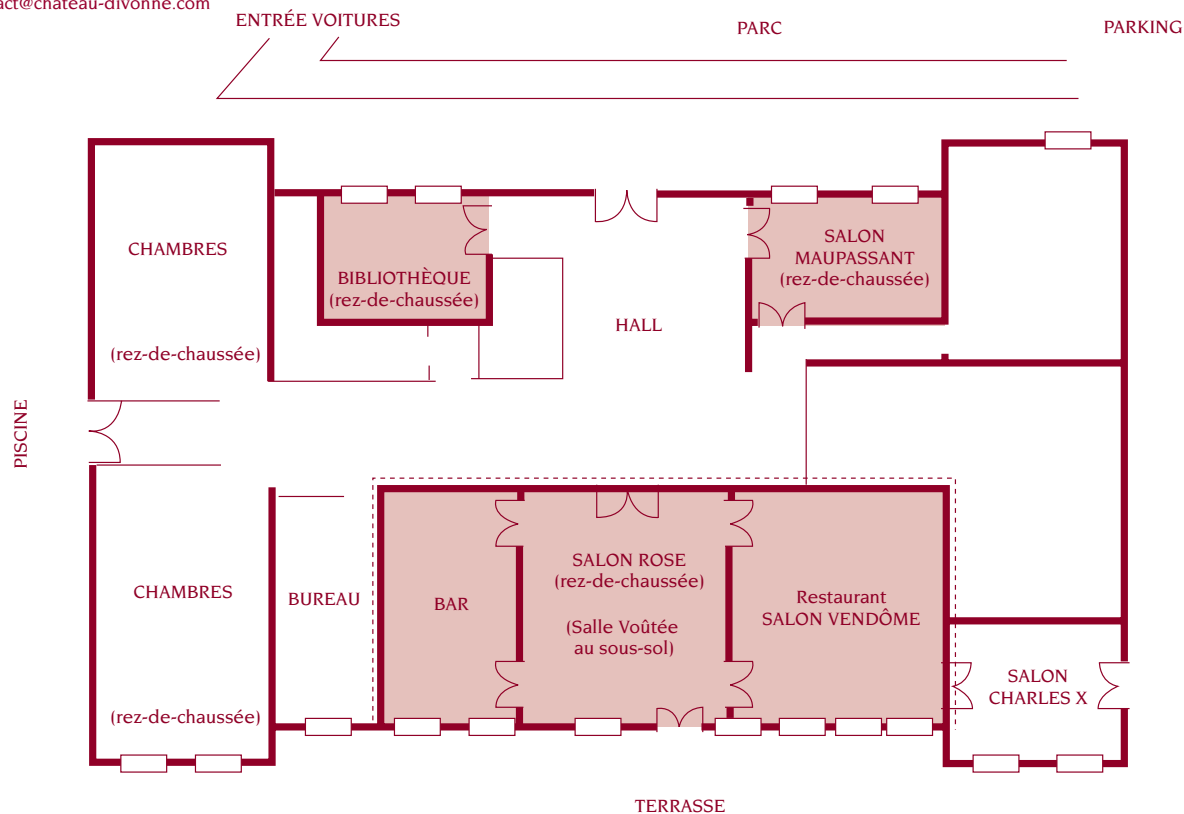 act@chateau-divonne.com
ENTRÉE VOITURES
PARC
PARKING
CHAMBRES
(rez-de-chaussée)
BIBLIOTHÈQUE
(rez-de-chaussée)
HALL
SALON
MAUPASSANT
(rez-de-chaussée)
PISCINE
CHAMBRES
(rez-de-chaussée)
BUREAU
BAR
SALON ROSE
(rez-de-chaussée)
(Salle Voûtée
au sous-sol)
Restaurant
SALON VENDÔME
SALON
CHARLES X
TERRASSE